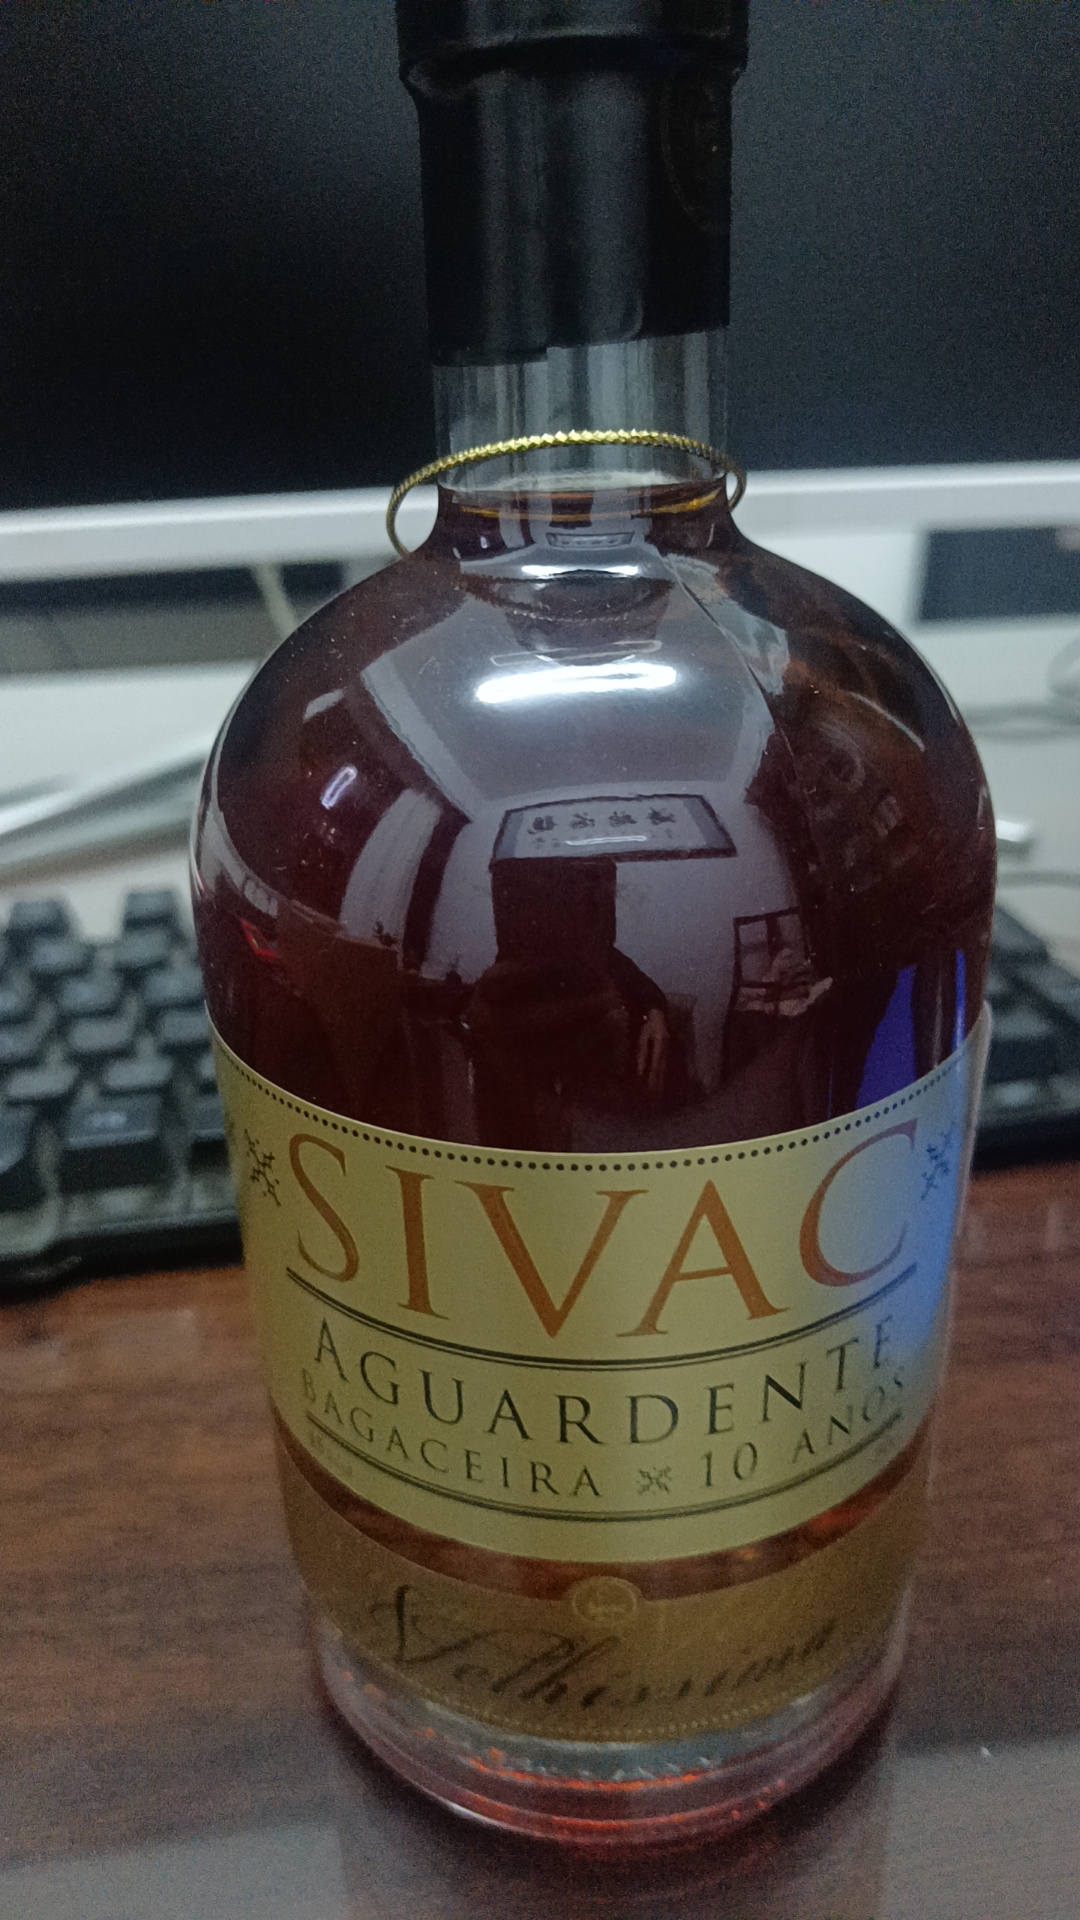 SIVAC
AGUARDENTE
BAGACEIRA 10 ANOS
Velhíssima